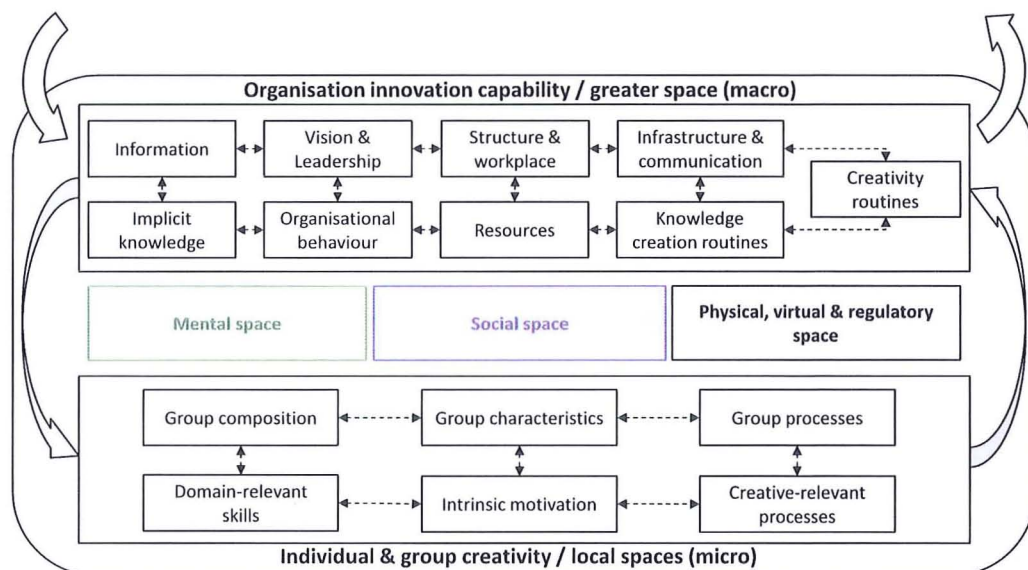 Organisation innovation capability / greater space (macro)
Information
Vision &
Leadership
Structure &
workplace
Infrastructure &
communication
Creativity
routines
Implicit
knowledge
Organisational
behaviour
Resources
Knowledge
creation routines
Mental space
Social space
Physical, virtual & regulatory
space
Group composition
Group characteristics
Group processes
Domain-relevant
skills
Intrinsic motivation
Creative-relevant
processes
Individual & group creativity / local spaces (micro)